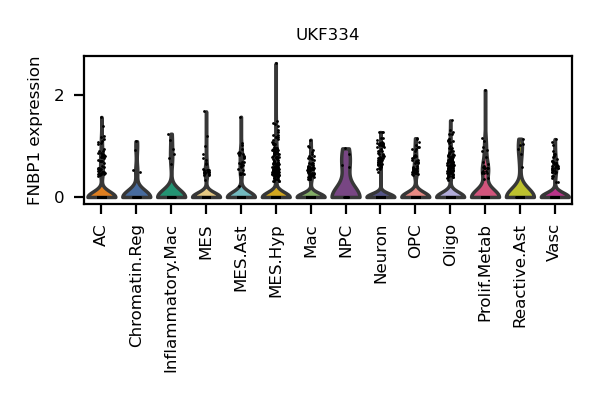 UKF334
FNBP1 expression
2
0
AC
Chromatin.Reg
Inflammatory.Mac
MES
MES.Ast
MES.Hyp
Mac
NPC
Neuron
OPC
Oligo
Prolif.Metab
Reactive.Ast
Vasc